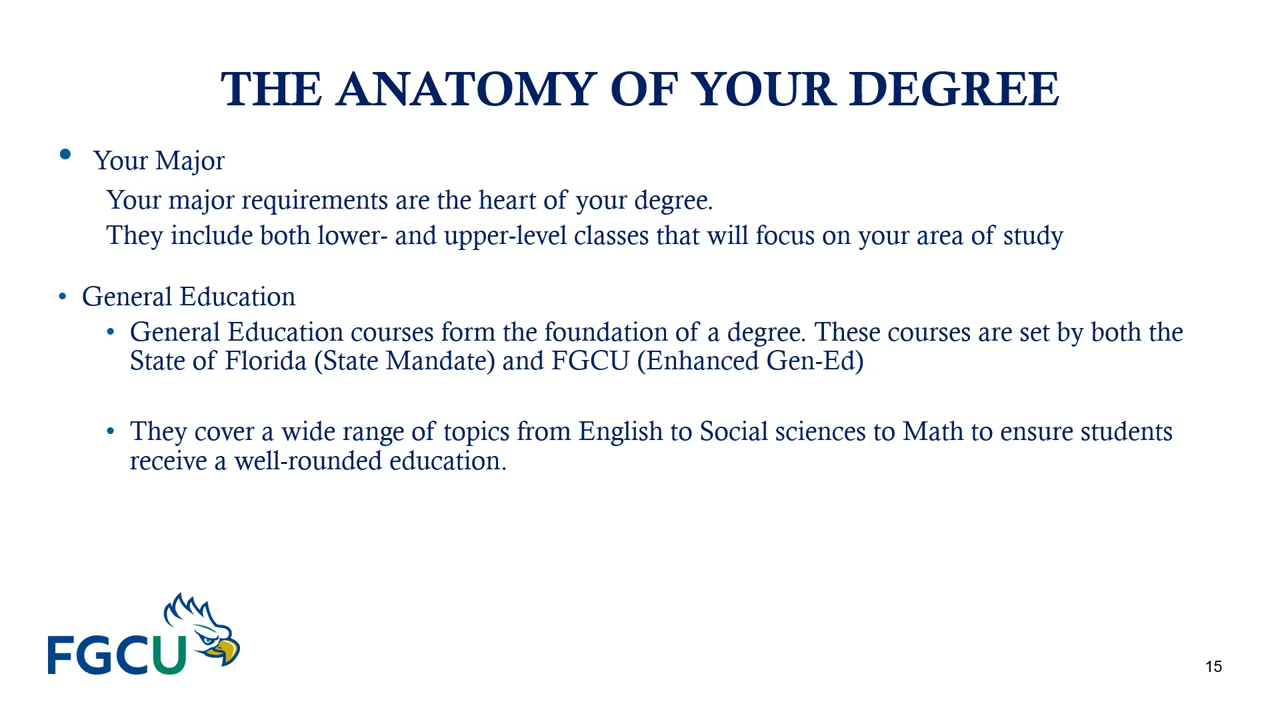 THE ANATOMY OF YOUR DEGREE
• Your Major
Your major requirements are the heart of your degree.
They include both lower- and upper-level classes that will focus on your area of study
• General Education
• General Education courses form the foundation of a degree. These courses are set by both the
State of Florida (State Mandate) and FGCU (Enhanced Gen-Ed)
• They cover a wide range of topics from English to Social sciences to Math to ensure students
receive a well-rounded education.
FGCU
15